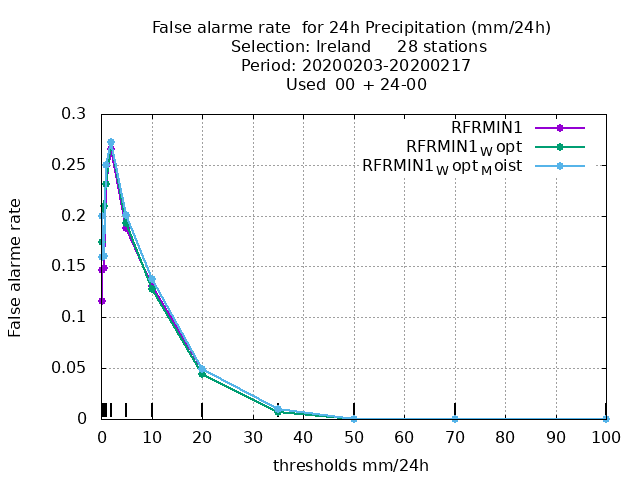 False alarme rate  for 24h Precipitation (mm/24h)
Selection: Ireland     28 stations
Period: 20200203-20200217
Used  00 + 24-00
RFRMIN1
RFRMIN1Wopt
RFRMIN1WoptMoist
0.3
0.25
0.2
0.15
0.1
0.05
0
False alarme rate
0 10 20 30 40 50 60 70 80 90 100
thresholds mm/24h